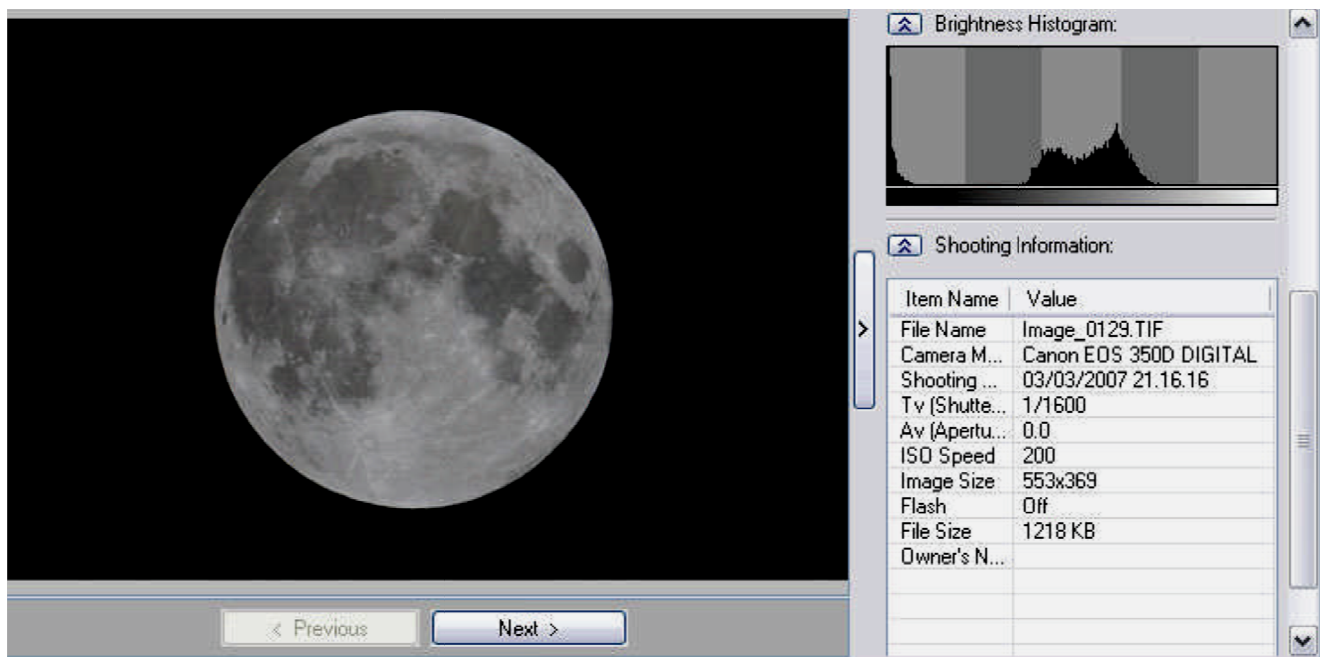 Brightness Histogram:
Shooting Information:
Item Name Value
File Name Image_0129.TIF
Camera M... Canon EOS 350D DIGITAL
Shooting ... 03/03/2007 21.16.16
Tv (Shutte... 1/1600
Av (Apertu... 0.0
ISO Speed 200
Image Size 553x369
Flash Off
File Size 1218 KB
Owner's N...
< Previous Next >